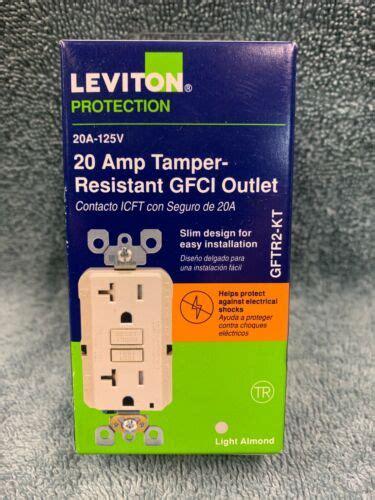 LEVITON®
PROTECTION
20A-125V
20 Amp Tamper-
Resistant GFCI Outlet
Contacto ICFT con Seguro de 20A
Slim design for
easy installation
Diseño delgado para
una instalación fácil
GFTR2-KT
Helps protect
against electrical
shocks
Ayuda a proteger
contra choques
eléctricos
TR
Light Almond